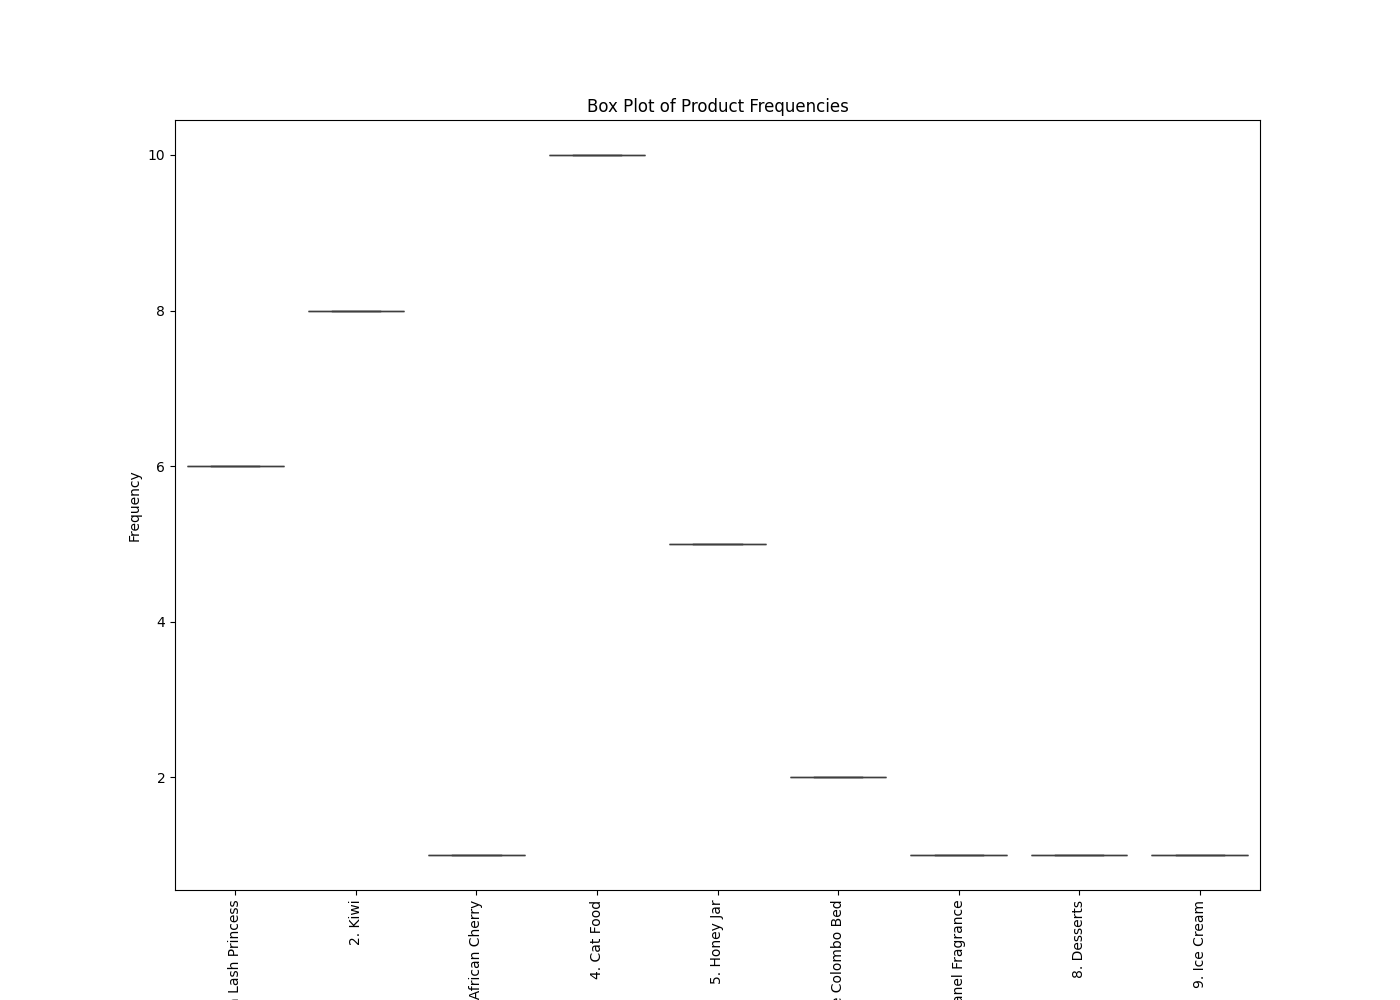 Box Plot of Product Frequencies
10
8
6
4
2
Frequency
Lash Princess
2. Kiwi
African Cherry
4. Cat Food
5. Honey Jar
Colombo Bed
Fragrance
8. Desserts
9. Ice Cream